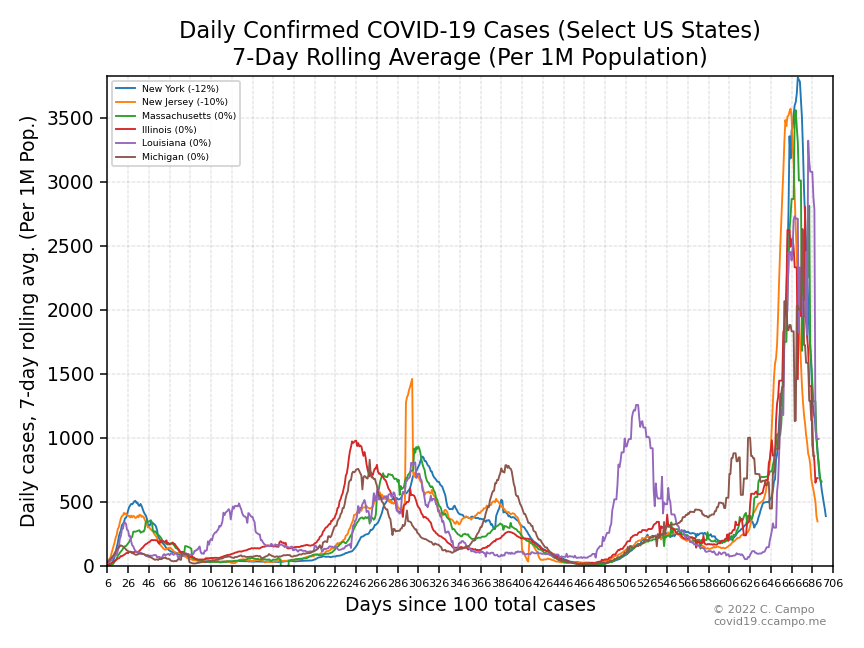 Daily Confirmed COVID-19 Cases (Select US States)
7-Day Rolling Average (Per 1M Population)
New York (-12%)
New Jersey (-10%)
Massachusetts (0%)
Illinois (0%)
Louisiana (0%)
Michigan (0%)
Daily cases, 7-day rolling avg. (Per 1M Pop.)
3500
3000
2500
2000
1500
1000
500
0
6 26 46 66 86 106 126 146 166 186 206 226 246 266 286 306 326 346 366 386 406 426 446 466 486 506 526 546 566 586 606 626 646 666 686 706
Days since 100 total cases
© 2022 C. Campo
covid19.ccampo.me